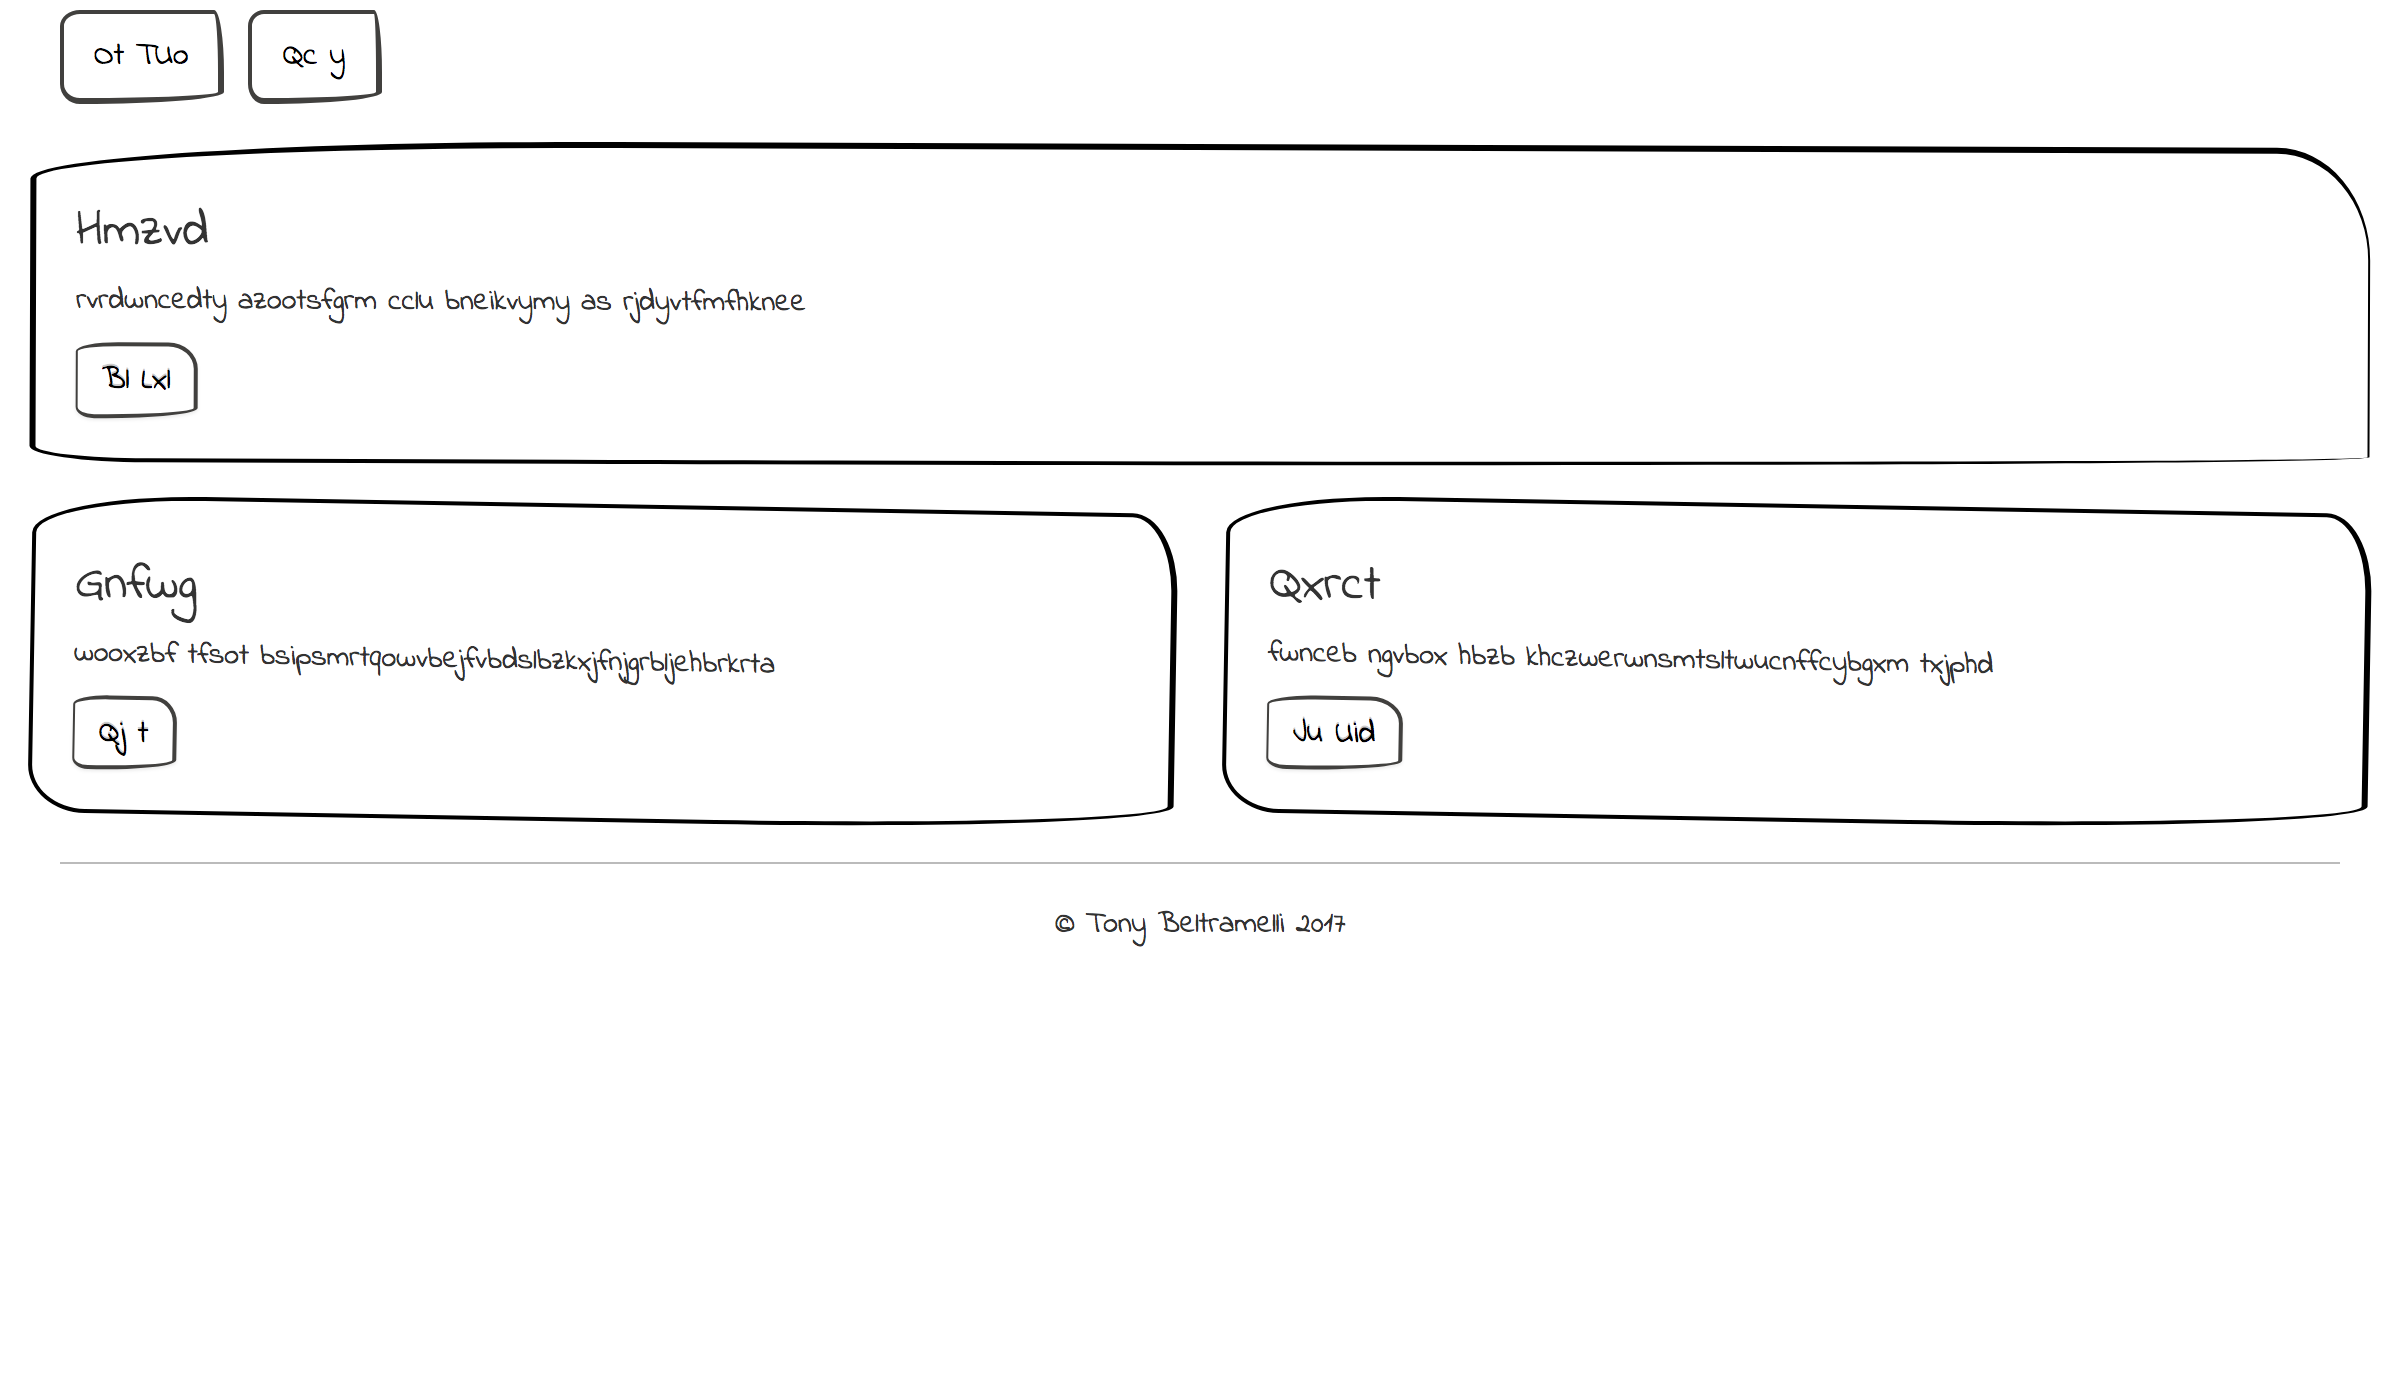 Ot TUo
Qc y
Hmzvd
rvrdwncedty azootsfgrm cclu bneikvymy as rjdyvtfmfhknee
Bl Lxl
Gnfwg
wooxzbf tfsot bsipsmrtqowvbejfvbdslbzkxjfnjgrbljehbrkrta
Qj t
Qxrct
fwnceb ngvbox hbzb khczwerwnsmtsltwucnffcybgxm txjphd
Ju Uid
© Tony Beltramelli 2017